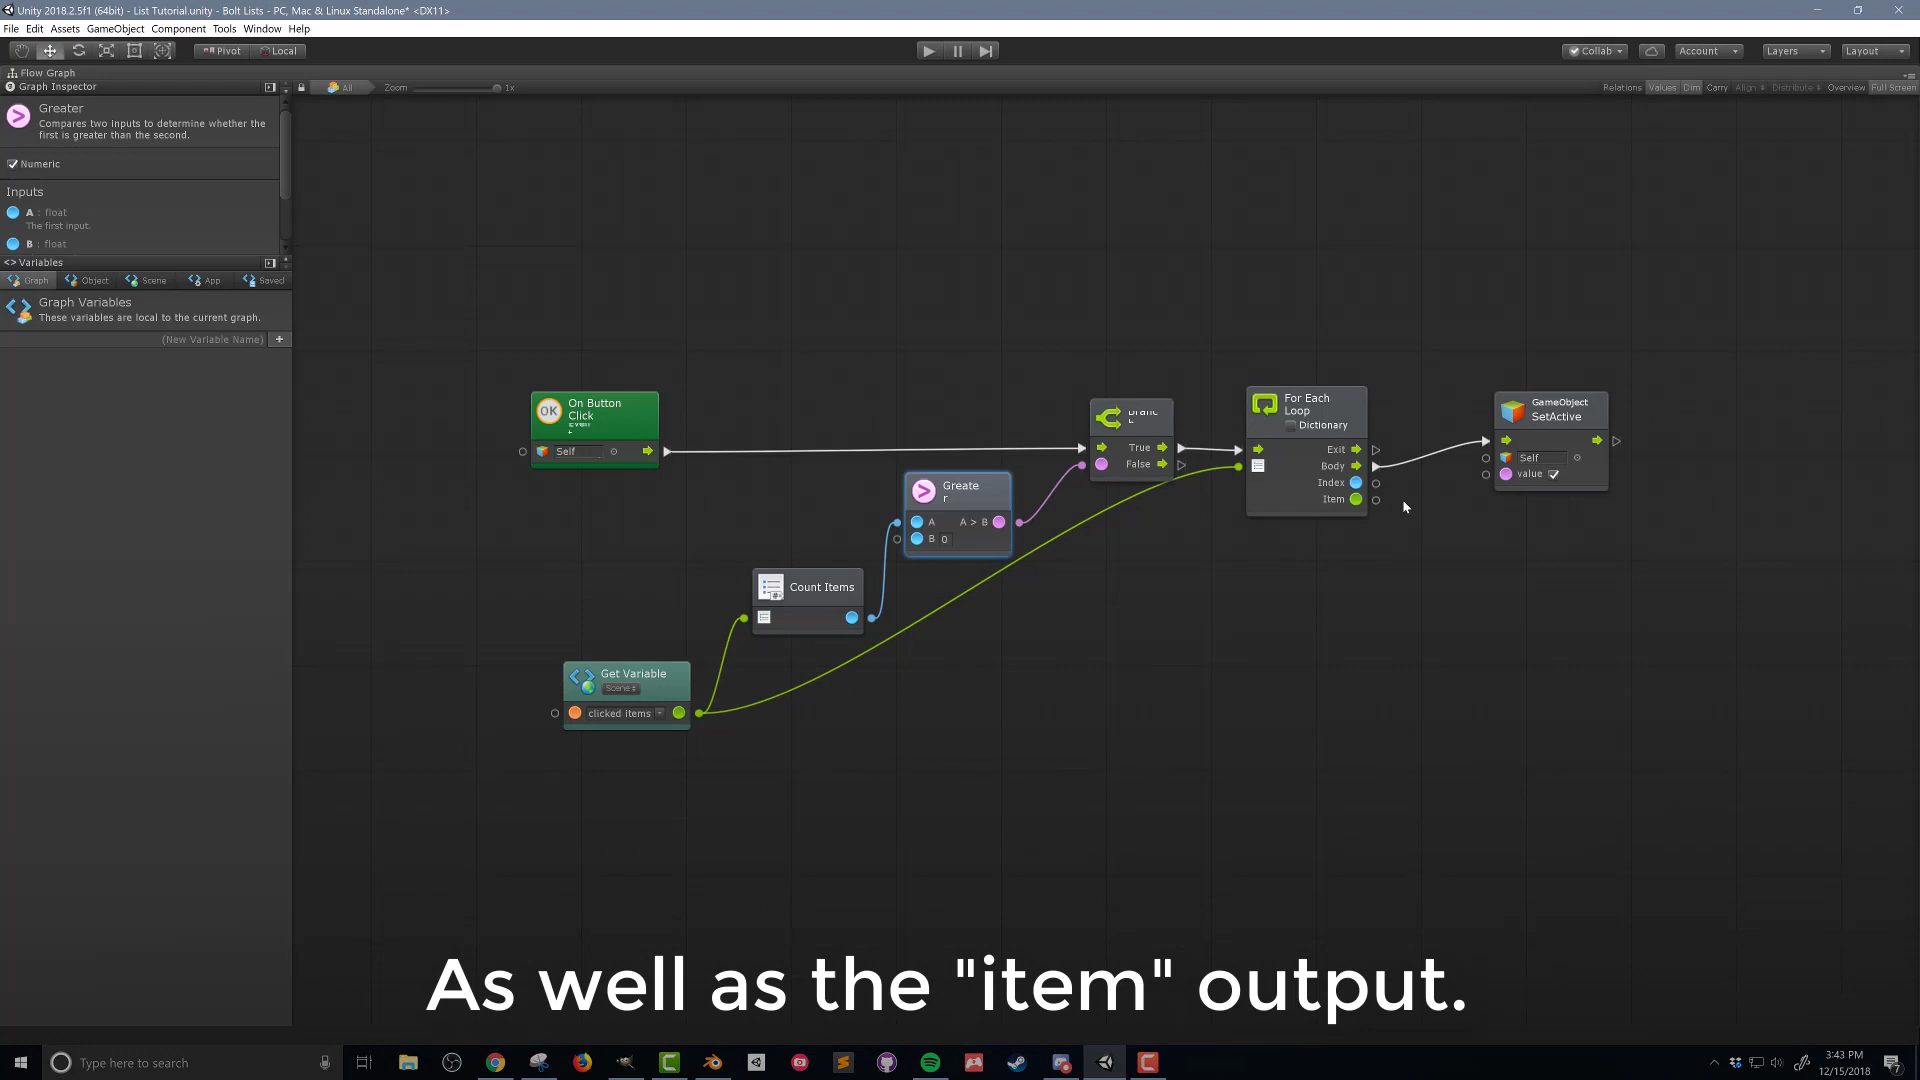 Unity 2018.2.5f1 (64bit) - List Tutorial.unity - Bolt Lists - PC, Mac & Linux Standalone* <DX11>
File Edit Assets GameObject Component Tools Window Help
Pivot Local Collab Account Layers Layout
Flow Graph
Graph Inspector
All Zoom 1x Relations Values Dim Carry Align Distribute Overview Full Screen
Greater
Compares two inputs to determine whether the
first is greater than the second.
Numeric
Inputs
A : float
The first input.
B : float
<> Variables
Graph Object Scene App Saved
Graph Variables
These variables are local to the current graph.
(New Variable Name) +
OK
On Button
Click
Self
Greate
r
A A > B
B 0
Count Items
Get Variable
Scene
clicked items
True
False
For Each
Loop
Dictionary
Exit
Body
Index
Item
GameObject
SetActive
Self
value
As well as the "item" output.
Type here to search
3:43 PM
12/15/2018
7